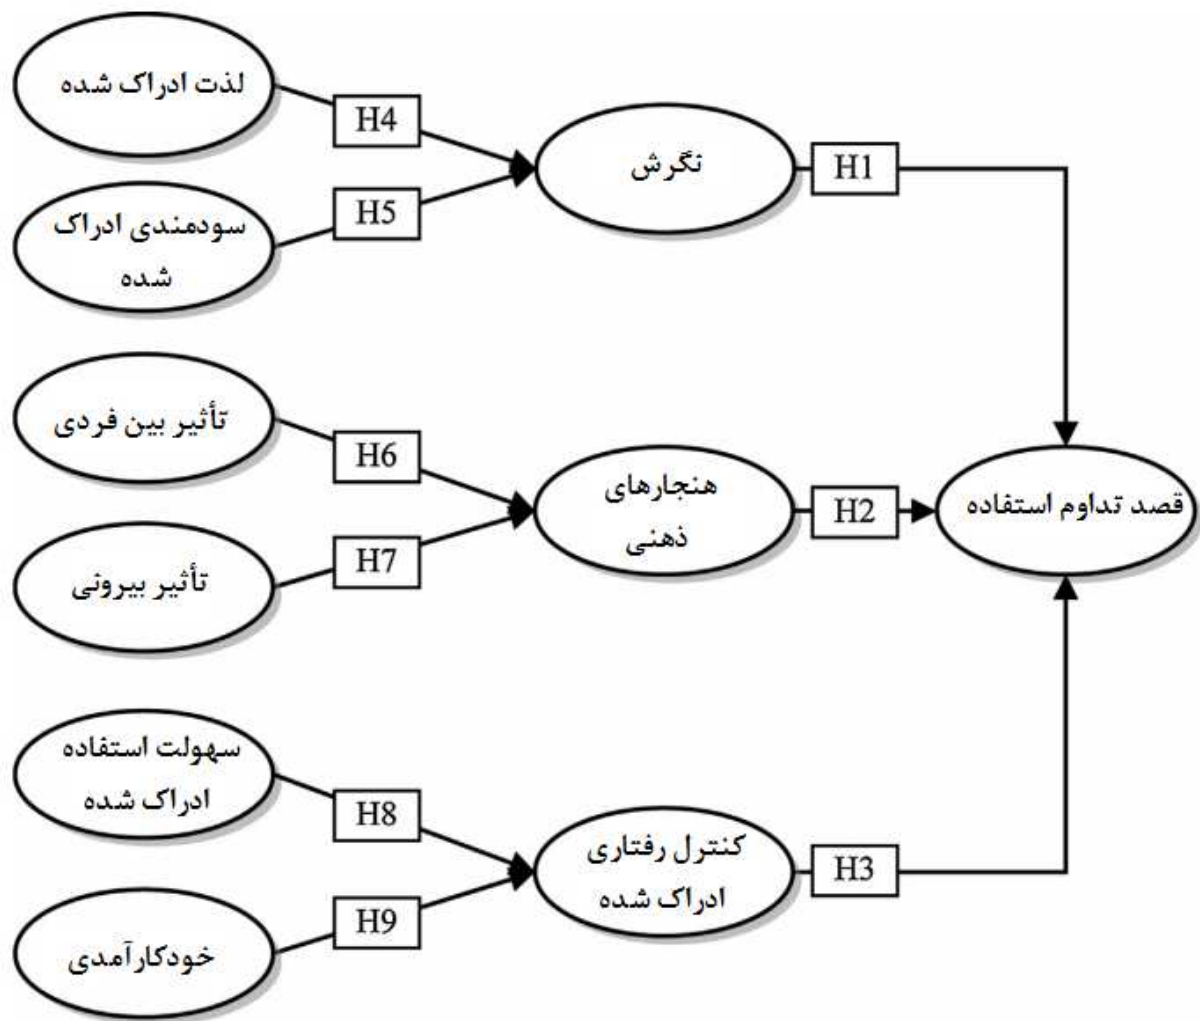 لذت ادراک شده
H4
نگرش
H1
سودمندی ادراک
شده
H5
تأثیر بین فردی
H6
هنجارهای
ذهنی
H2
قصد تداوم استفاده
تأثیر بیرونی
H7
سهولت استفاده
ادراک شده
H8
کنترل رفتاری
ادراک شده
H3
خودکارآمدی
H9